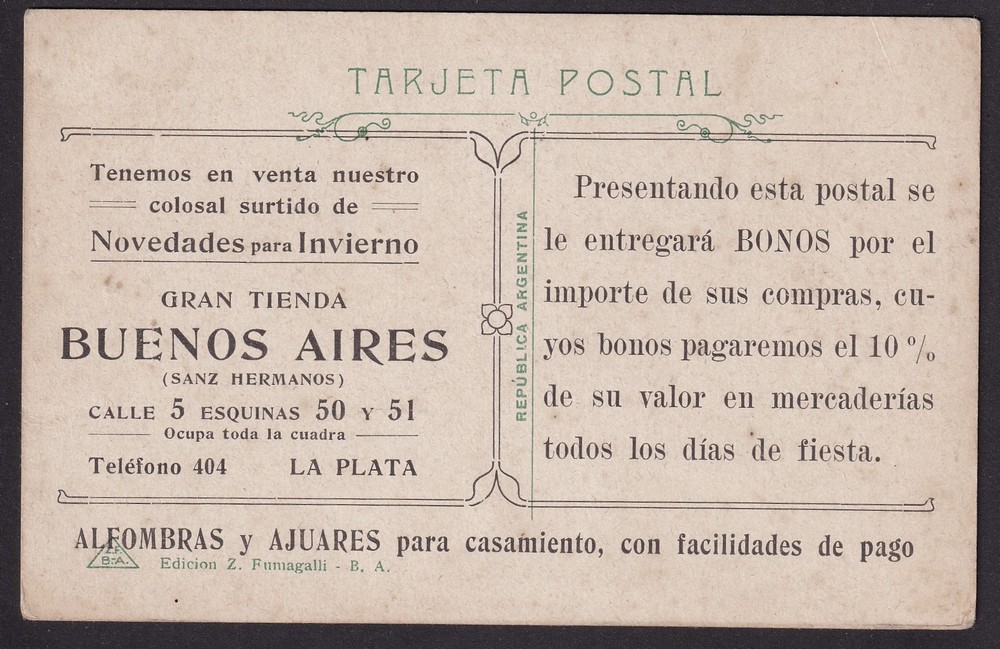 TARJETA POSTAL
Tenemos en venta nuestro
colosal surtido de
Novedades para Invierno
GRAN TIENDA
BUENOS AIRES
(SANZ HERMANOS)
CALLE 5 ESQUINAS 50 Y 51
Ocupa toda la cuadra
Teléfono 404 LA PLATA
REPÚBLICA ARGENTINA
Presentando esta postal se
le entregará BONOS por el
importe de sus compras, cu-
yos bonos pagaremos el 10 %
de su valor en mercaderías
todos los días de fiesta.
ALFOMBRAS y AJUARES para casamiento, con facilidades de pago
Z.F.
B.A.
Edicion Z. Fumagalli - B. A.